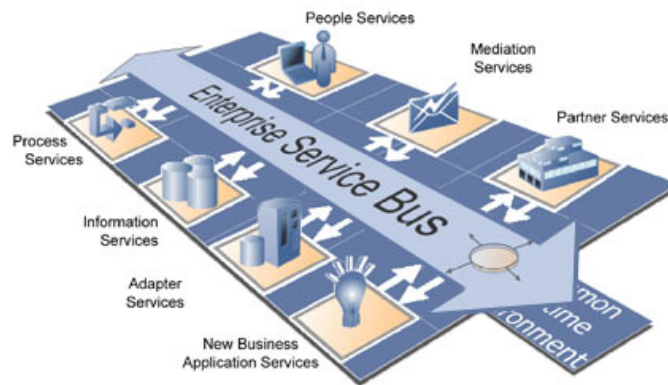 People Services
Mediation
Services
Partner Services
Enterprise Service Bus
Process
Services
Information
Services
Adapter
Services
New Business
Application Services